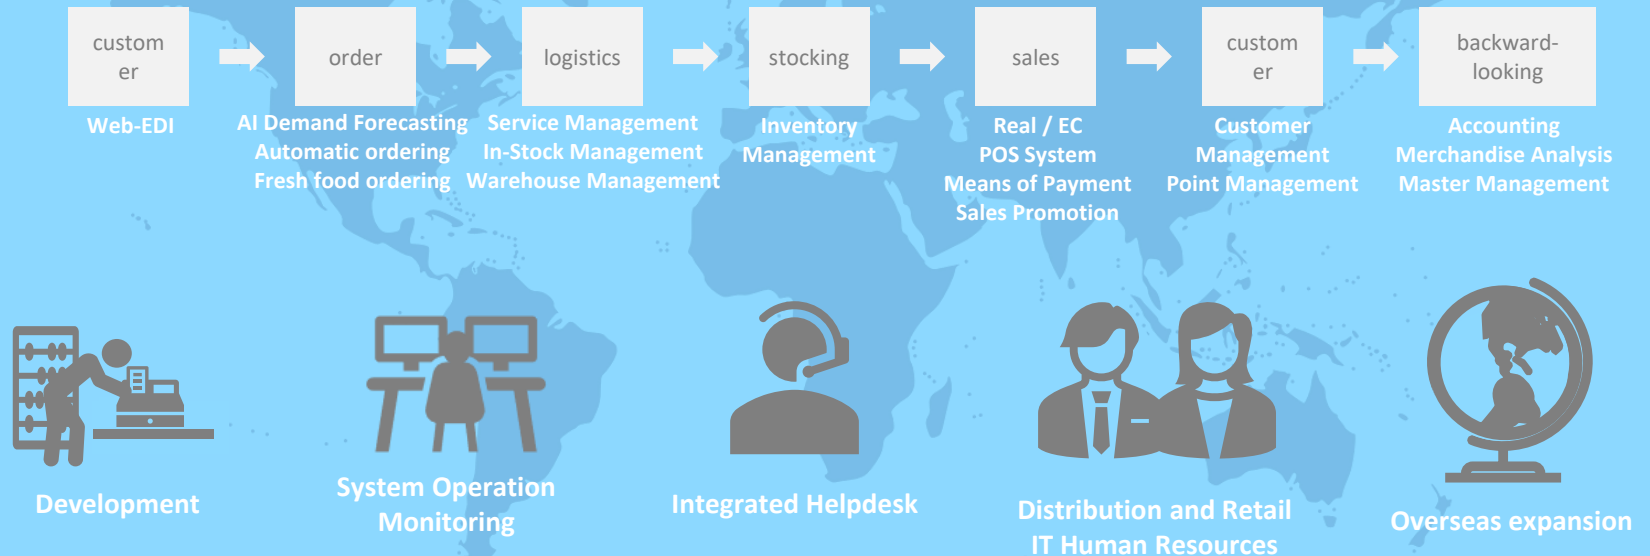 custom
er
order
logistics
stocking
sales
custom
er
backward-
looking
Web-EDI
AI Demand Forecasting
Automatic ordering
Fresh food ordering
Service Management
In-Stock Management
Warehouse Management
Inventory
Management
Real / EC
POS System
Means of Payment
Sales Promotion
Customer
Management
Point Management
Accounting
Merchandise Analysis
Master Management
Development
System Operation
Monitoring
Integrated Helpdesk
Distribution and Retail
IT Human Resources
Overseas expansion